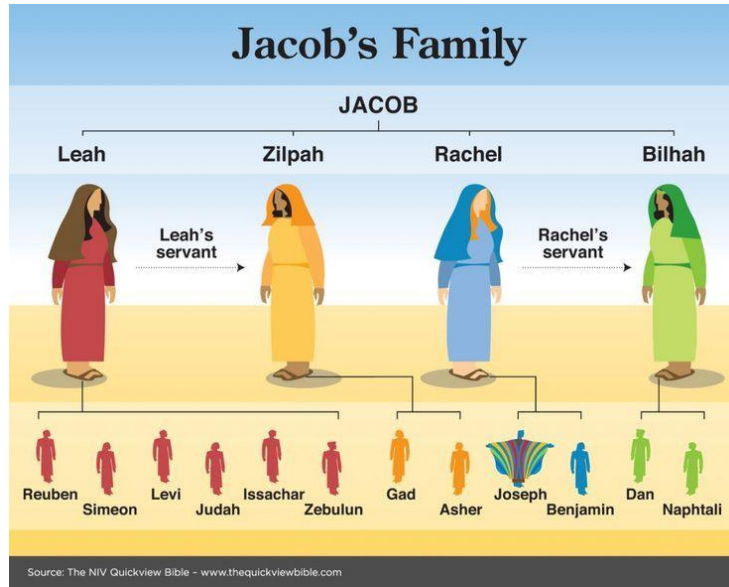 Jacob's Family
JACOB
Leah
Zilpah
Rachel
Bilhah
Leah's
servant
Rachel's
servant
Reuben
Simeon
Levi
Judah
Issachar
Zebulun
Gad
Asher
Joseph
Benjamin
Dan
Naphtali
Source: The NIV Quickview Bible - www.thequickviewbible.com